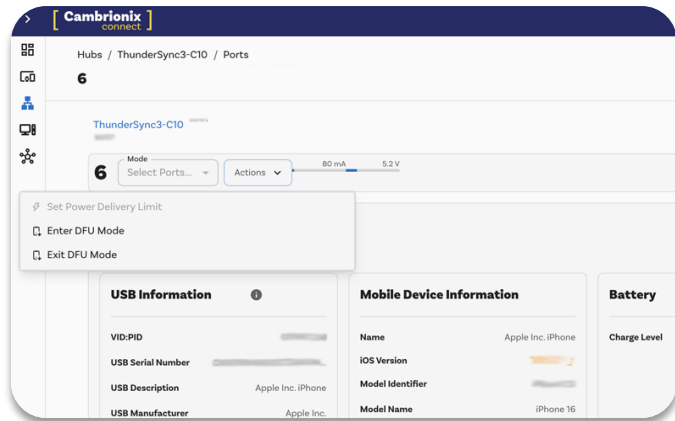 Cambrionix
connect
Hubs / ThunderSync3-C10 / Ports
6
ThunderSync3-C10
6 Mode Select Ports... Actions 80 mA 5.2 V
Set Power Delivery Limit
Enter DFU Mode
Exit DFU Mode
USB Information
VID:PID
USB Serial Number
USB Description Apple Inc. iPhone
USB Manufacturer Apple Inc.
Mobile Device Information
Name Apple Inc. iPhone
iOS Version
Model Identifier
Model Name iPhone 16
Battery
Charge Level